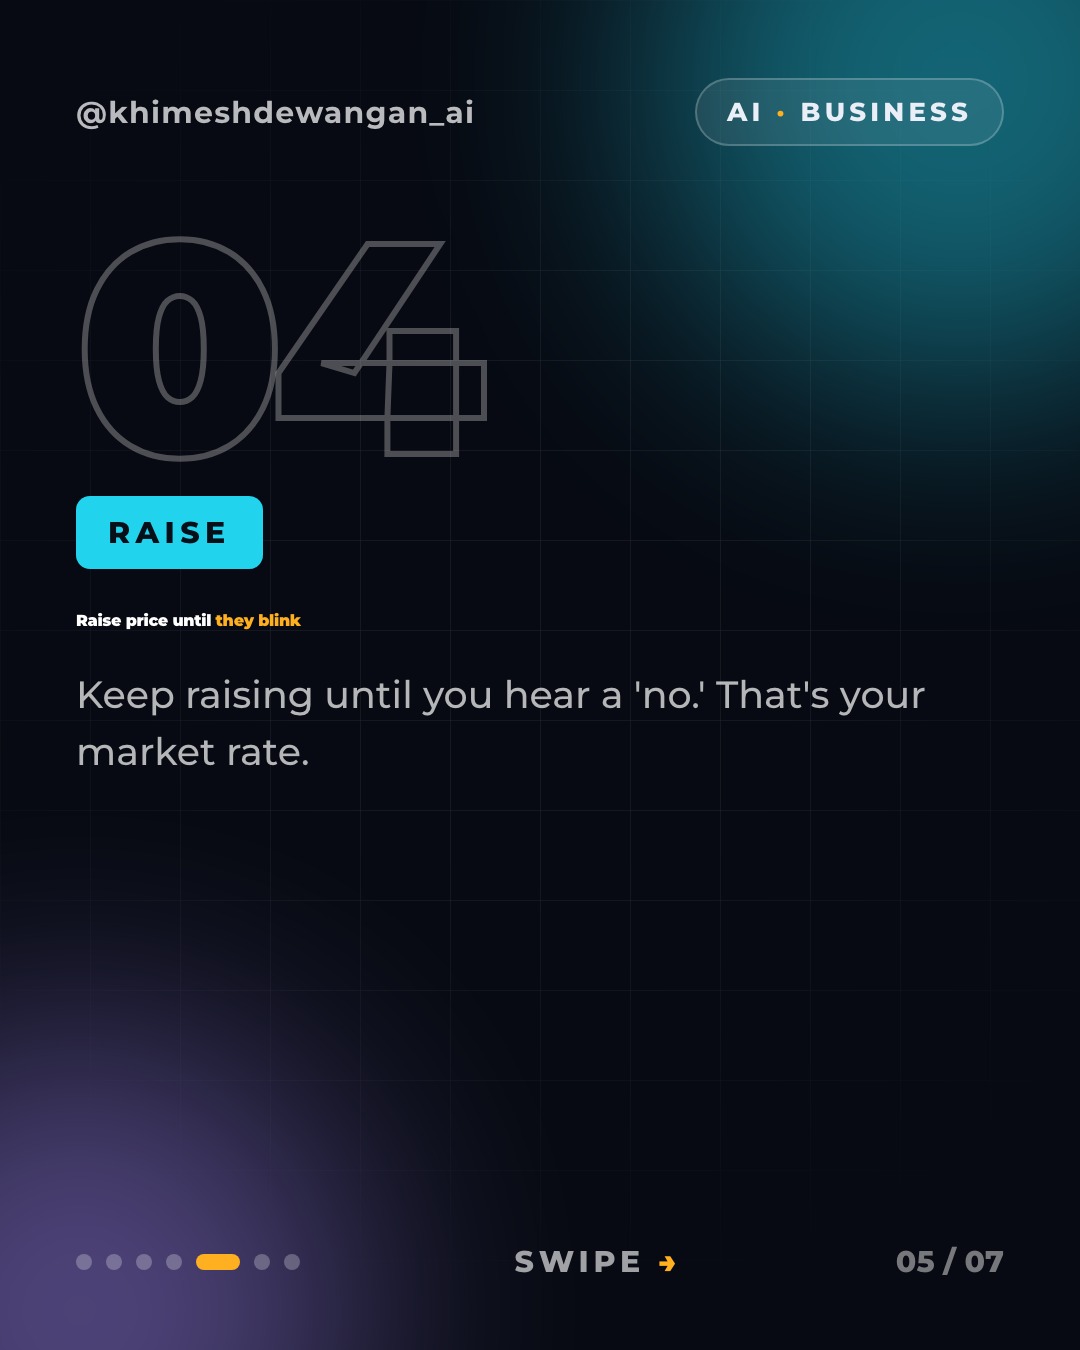 @khimeshdewangan_ai
AI • BUSINESS
04
RAISE
Raise price until they blink
Keep raising until you hear a 'no.' That's your
market rate.
SWIPE →
05 / 07